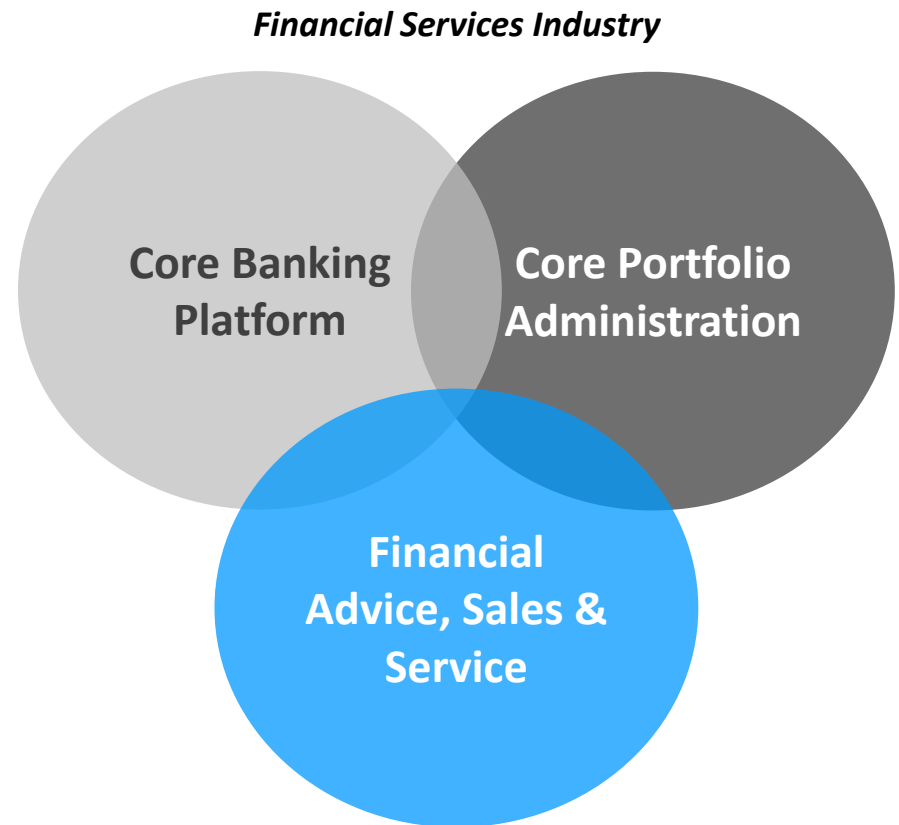 Financial Services Industry
Core Banking
Platform
Core Portfolio
Administration
Financial
Advice, Sales &
Service